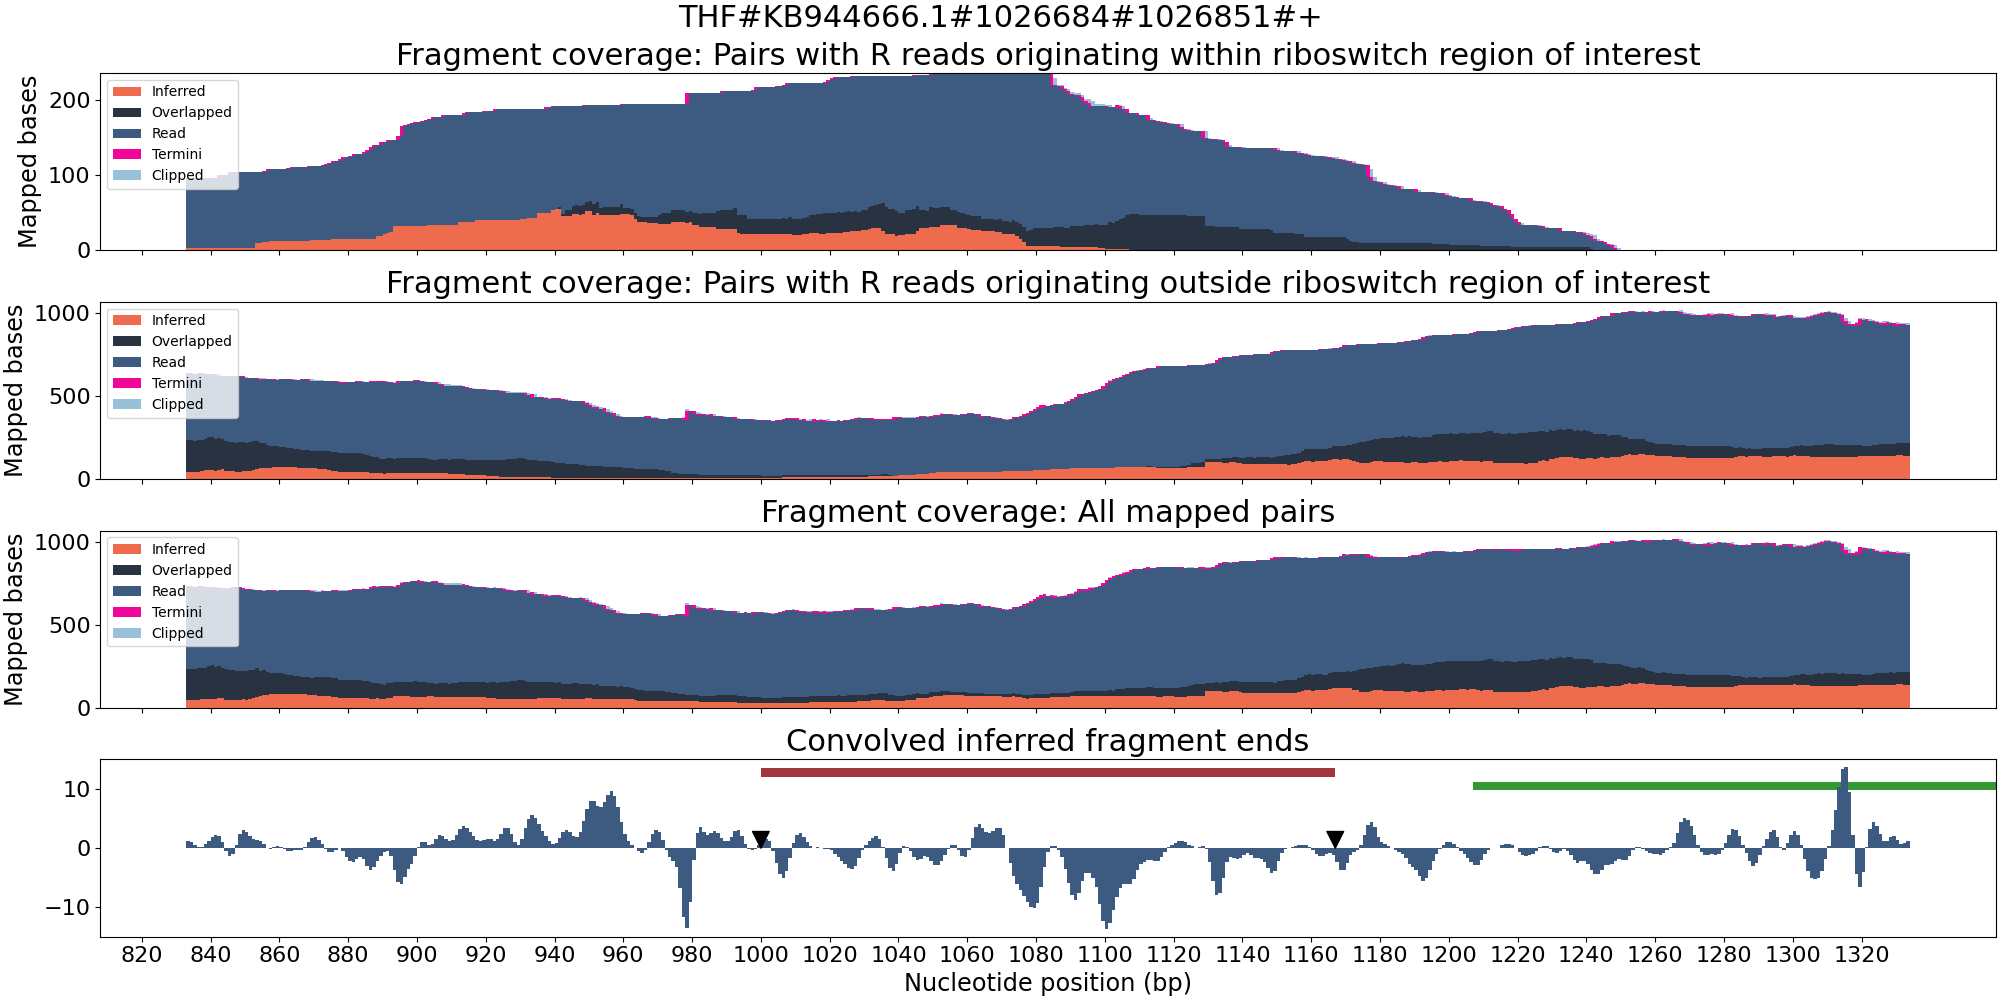 THF#KB944666.1#1026684#1026851#+
Fragment coverage: Pairs with R reads originating within riboswitch region of interest
Mapped bases
200
100
0
Inferred
Overlapped
Read
Termini
Clipped
Fragment coverage: Pairs with R reads originating outside riboswitch region of interest
Mapped bases
1000
500
0
Inferred
Overlapped
Read
Termini
Clipped
Fragment coverage: All mapped pairs
Mapped bases
1000
500
0
Inferred
Overlapped
Read
Termini
Clipped
Convolved inferred fragment ends
10
0
−10
820 840 860 880 900 920 940 960 980 1000 1020 1040 1060 1080 1100 1120 1140 1160 1180 1200 1220 1240 1260 1280 1300 1320
Nucleotide position (bp)